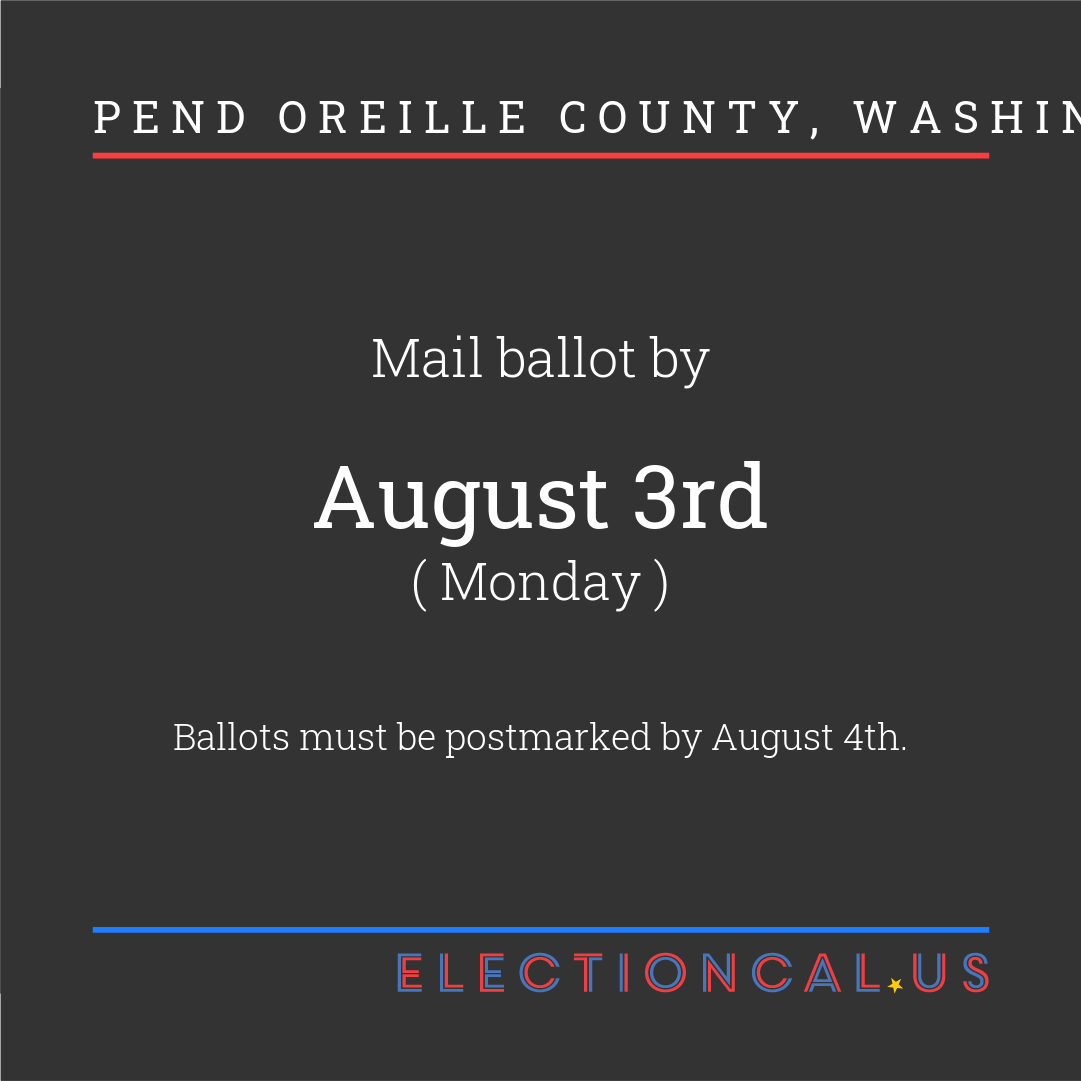 PEND OREILLE COUNTY, WASHIN
Mail ballot by
August 3rd
( Monday )
Ballots must be postmarked by August 4th.
ELECTIONCAL.US